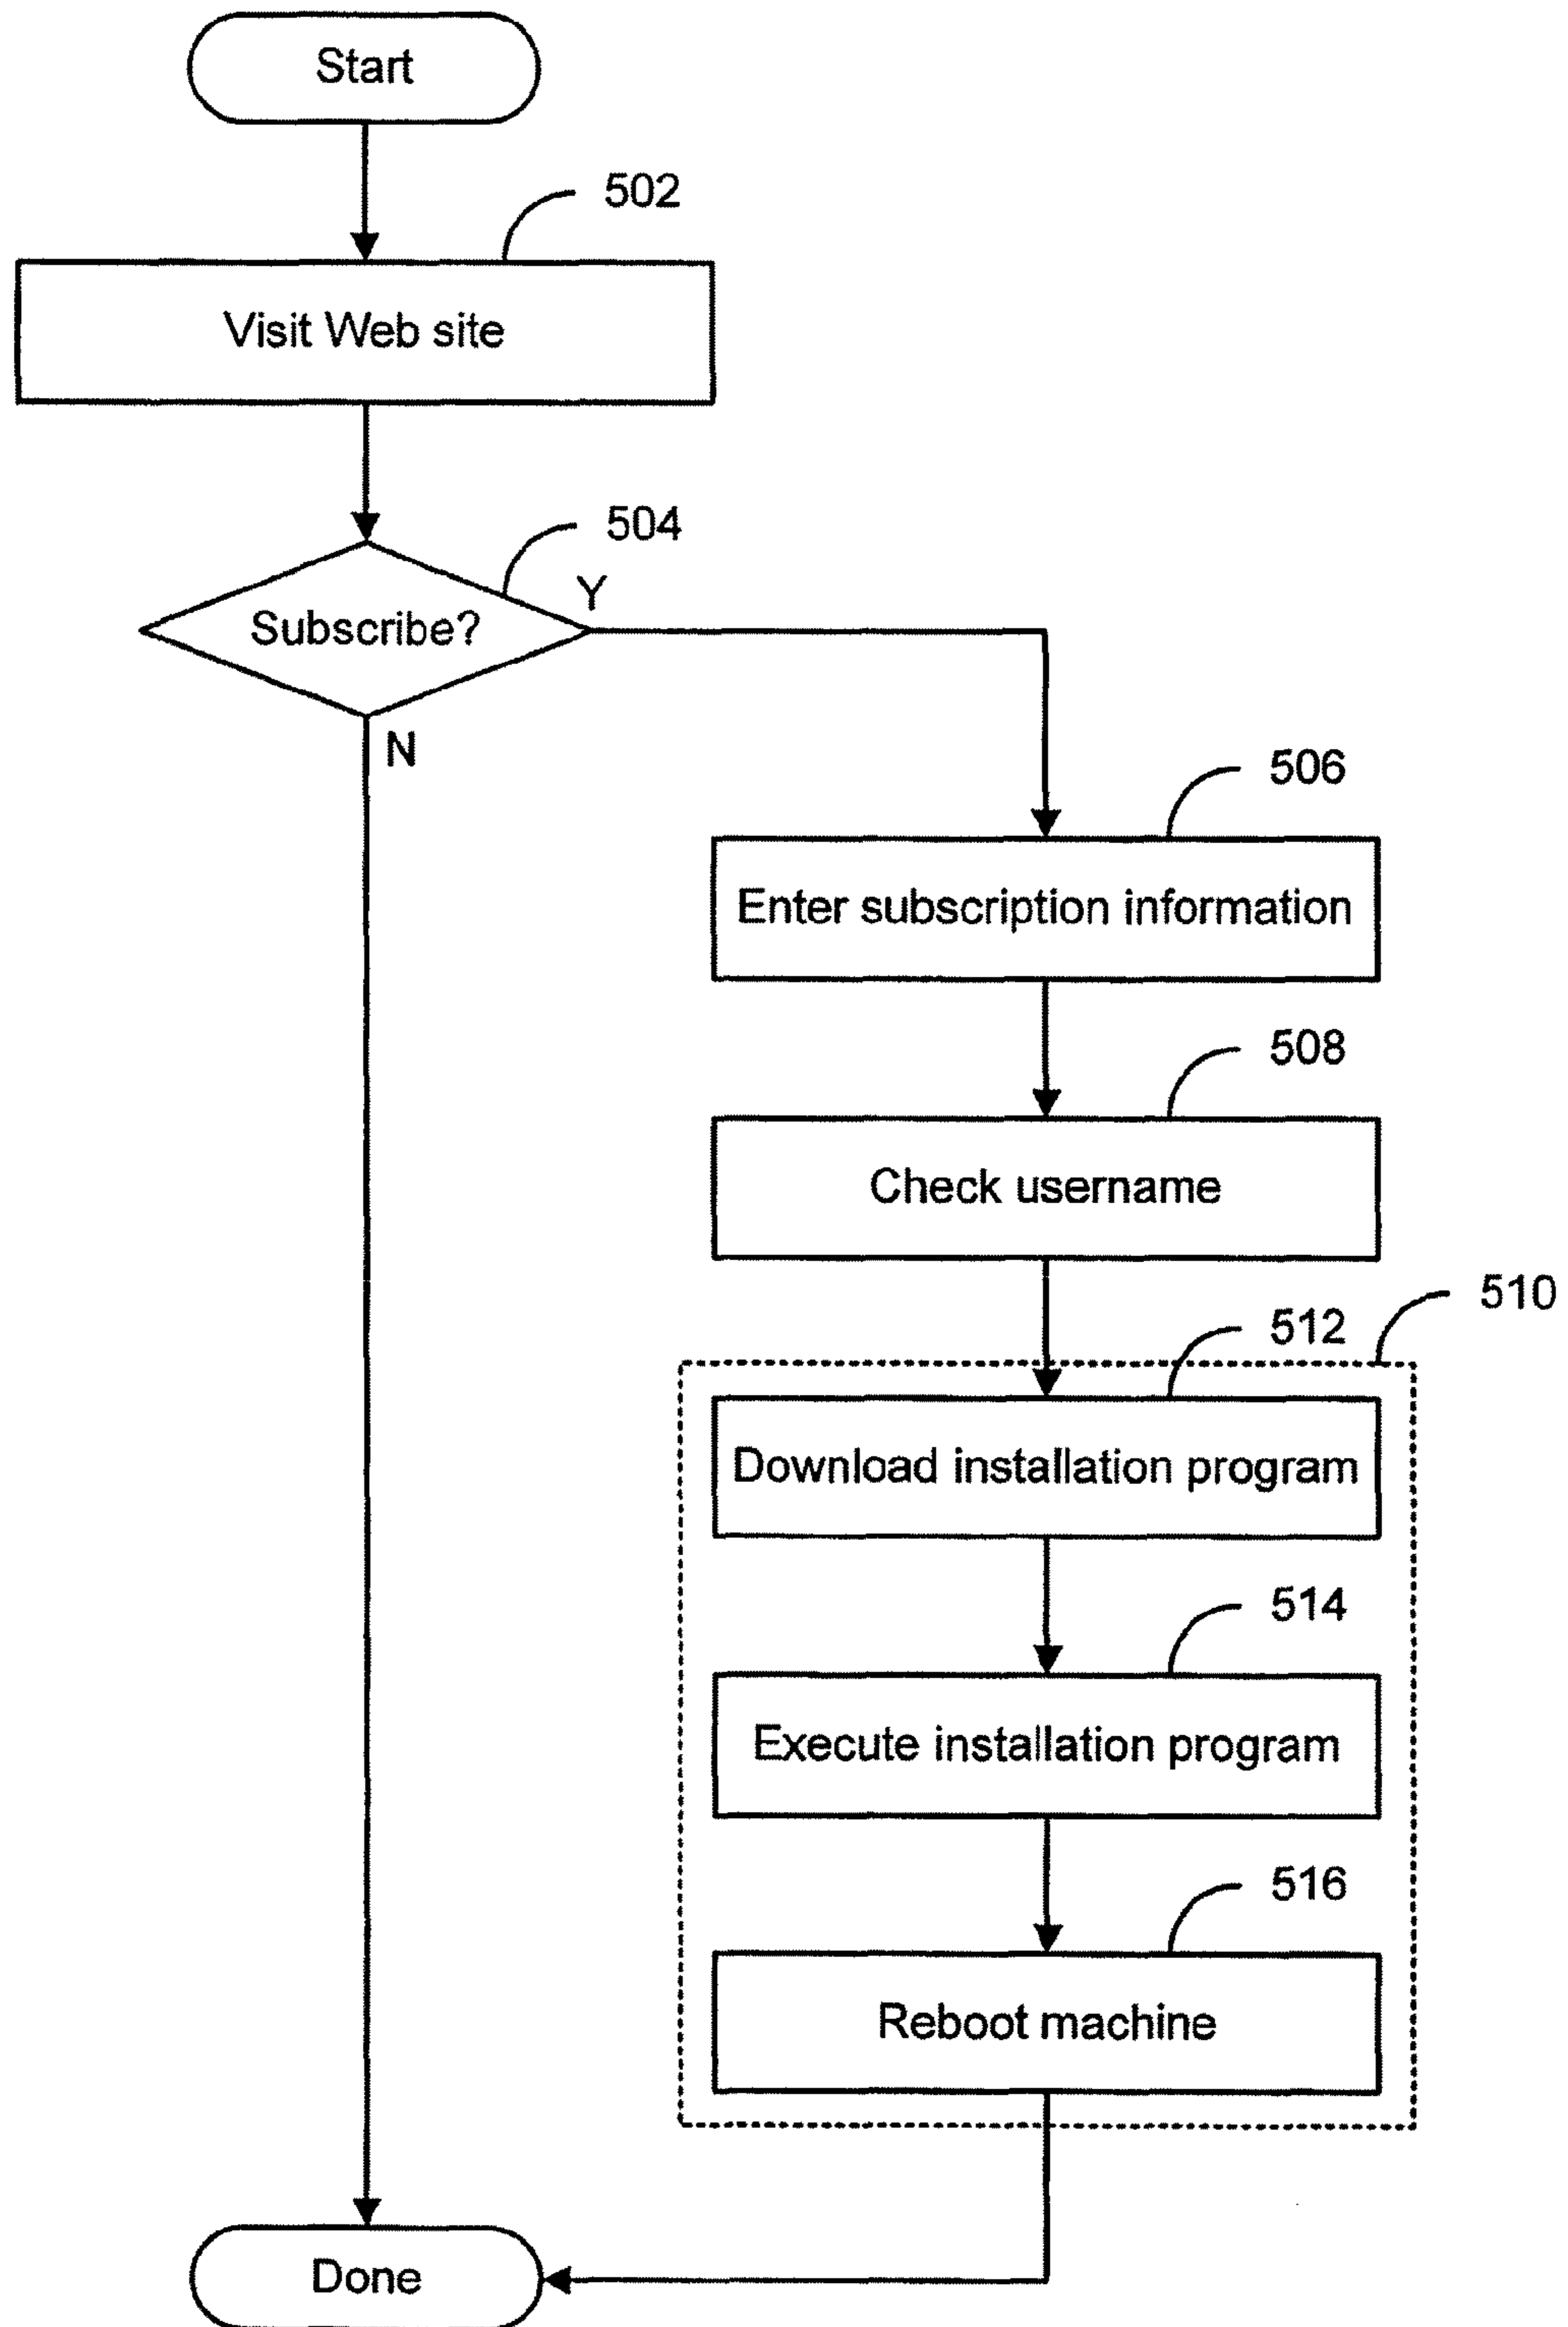 Start
502
Visit Web site
504
Subscribe?
Y
N
506
Enter subscription information
508
Check username
510
512
Download installation program
514
Execute installation program
516
Reboot machine
Done